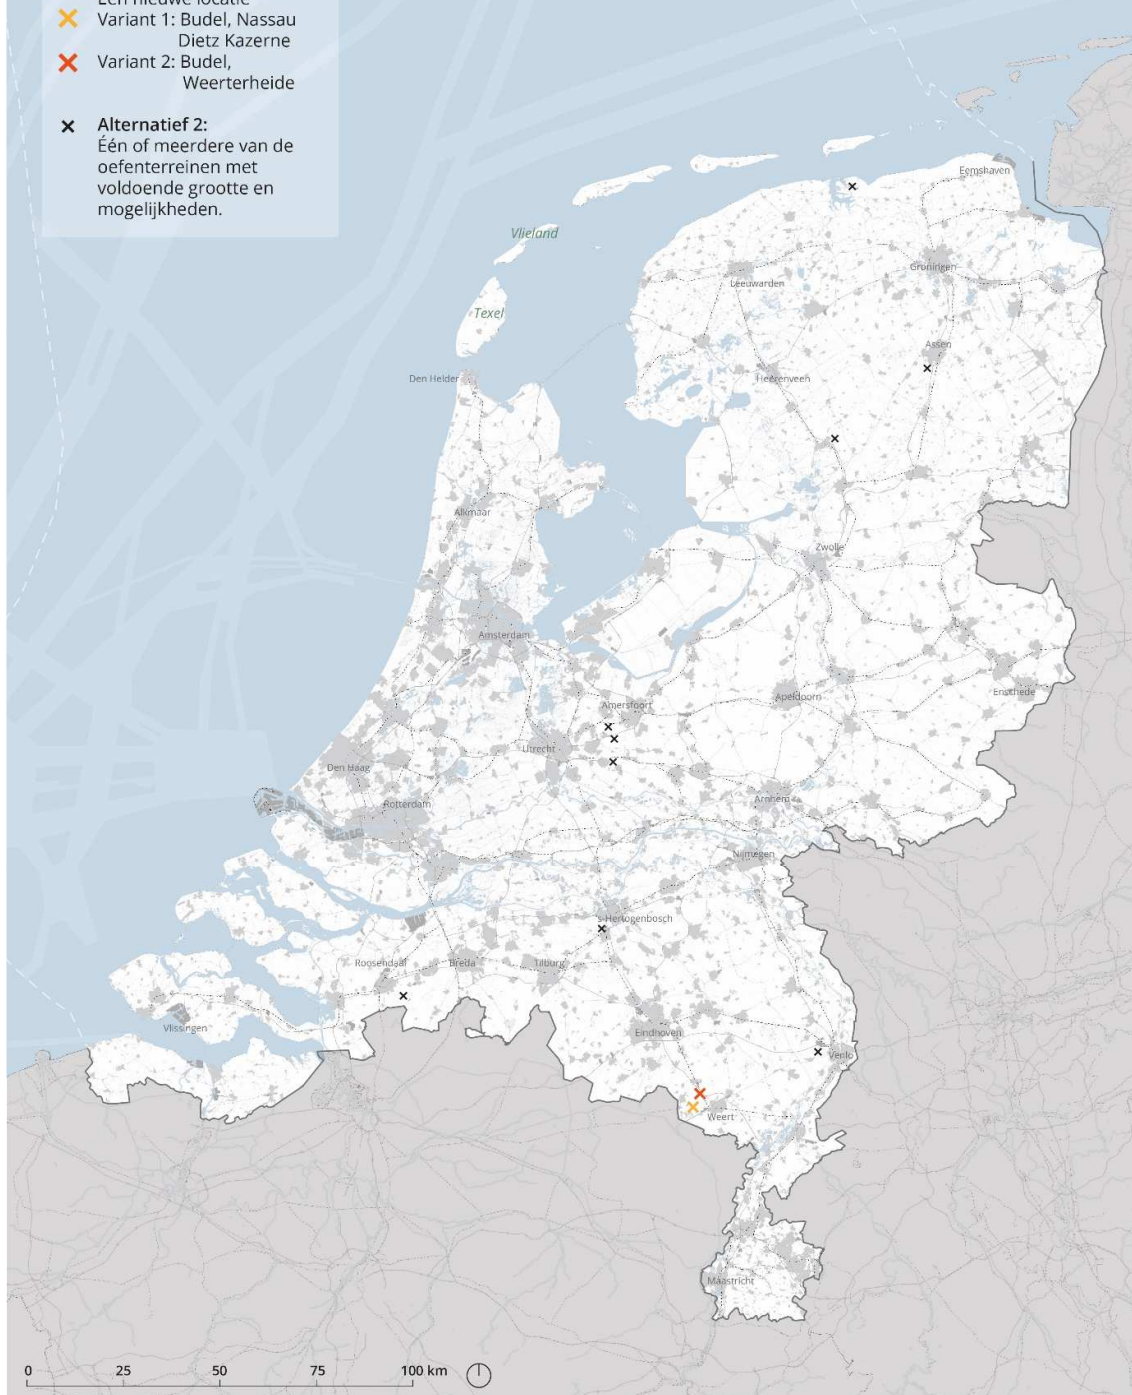 Een nieuwe locatie
Variant 1: Budel, Nassau
Dietz Kazerne
Variant 2: Budel,
Weerterheide
Alternatief 2:
Één of meerdere van de
oefenterreinen met
voldoende grootte en
mogelijkheden.
Eemshaven
Vlieland
Groningen
Leeuwarden
Texel
Assen
Den Helder
Heerenveen
Alkmaar
Zwolle
Amsterdam
Enschede
Apeldoorn
Amersfoort
Utrecht
Den Haag
Arnhem
Rotterdam
Nijmegen
's-Hertogenbosch
Roosendaal
Breda
Tilburg
Vlissingen
Eindhoven
Venlo
Weert
Maastricht
0 25 50 75 100 km